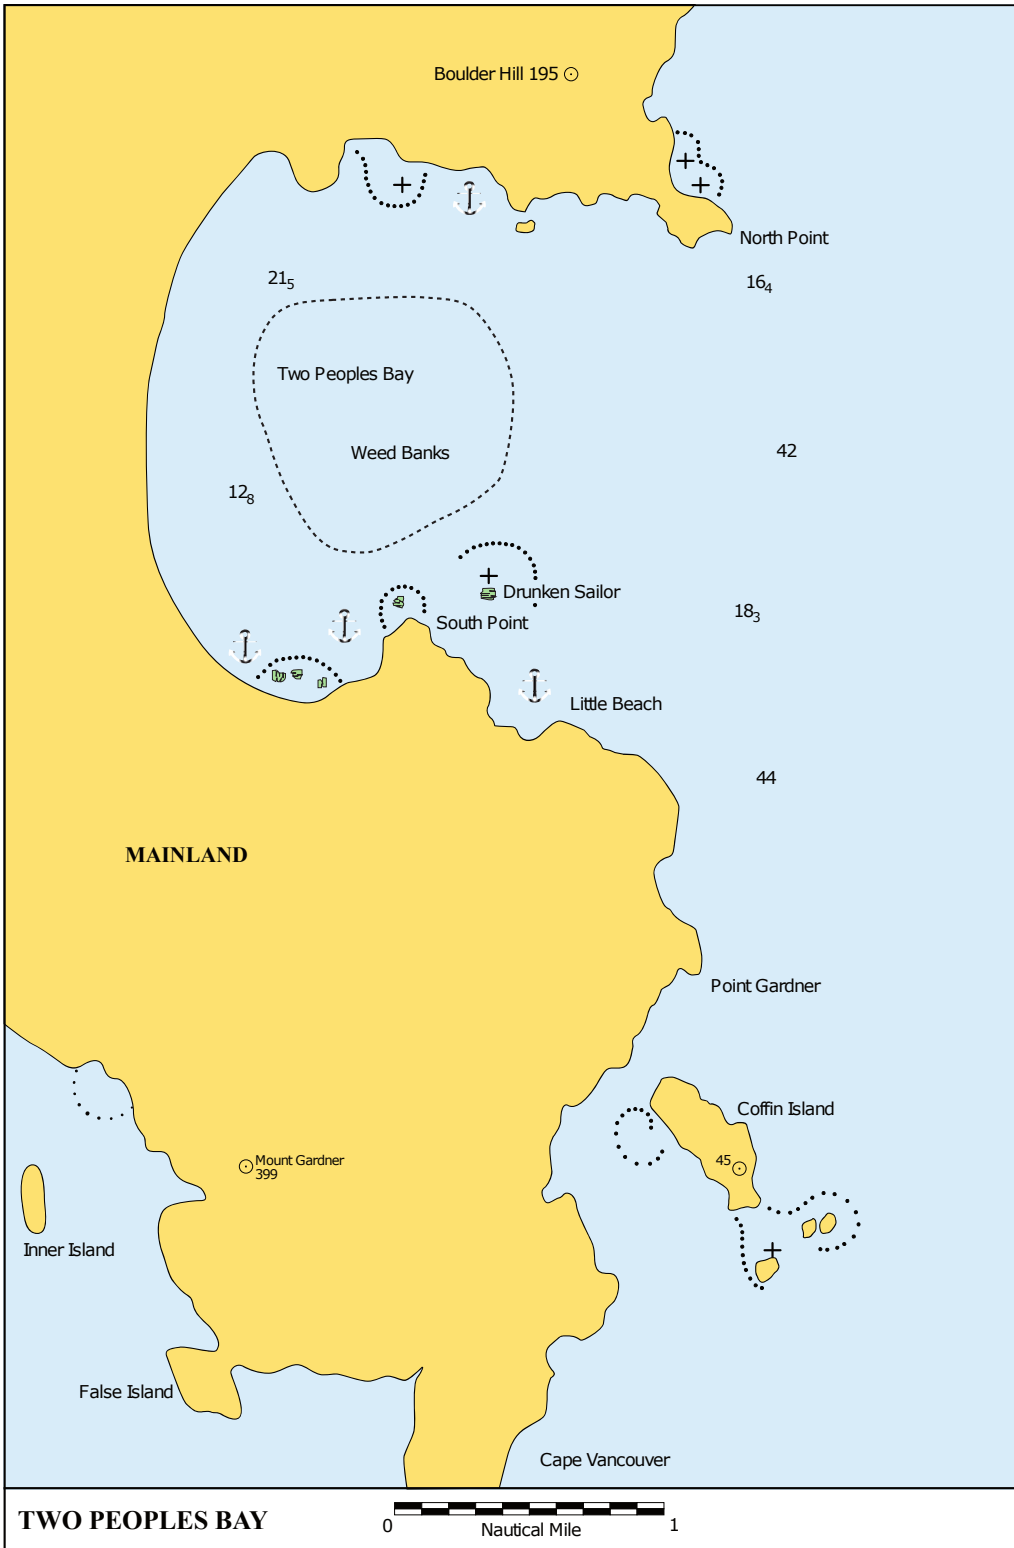 Boulder Hill 195
North Point
21₅
16₄
Two Peoples Bay
42
Weed Banks
12₈
Drunken Sailor
18₃
South Point
Little Beach
44
MAINLAND
Point Gardner
Coffin Island
Mount Gardner
399
45
Inner Island
False Island
Cape Vancouver
TWO PEOPLES BAY
0
Nautical Mile
1